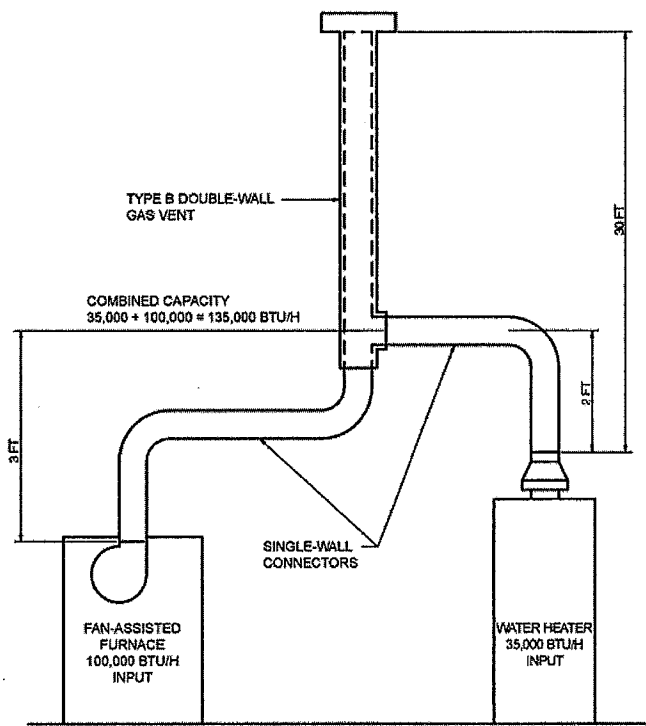 TYPE B DOUBLE-WALL
GAS VENT
30 FT
COMBINED CAPACITY
35,000 + 100,000 = 135,000 BTU/H
3 FT
2 FT
SINGLE-WALL
CONNECTORS
FAN-ASSISTED
FURNACE
100,000 BTU/H
INPUT
WATER HEATER
35,000 BTU/H
INPUT